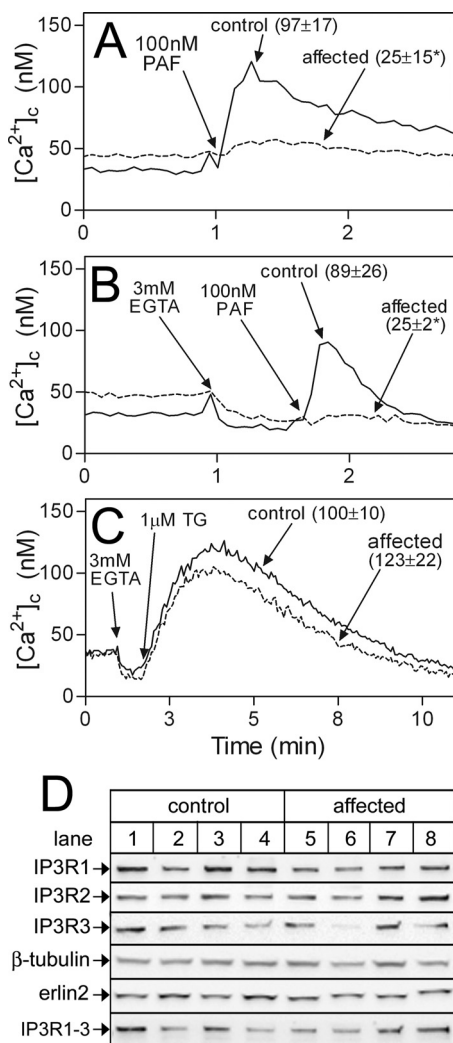 A
[Ca²⁺]c (nM)
150
100
50
0
100nM
PAF
control (97±17)
affected (25±15*)
0
1
2
B
[Ca²⁺]c (nM)
150
100
50
0
3mM
EGTA
100nM
PAF
control (89±26)
affected
(25±2*)
0
1
2
C
[Ca²⁺]c (nM)
150
100
50
0
3mM
EGTA
1µM TG
control (100±10)
affected
(123±22)
0
3
5
8
10
Time (min)
D
control affected
lane 1 2 3 4 5 6 7 8
IP3R1
IP3R2
IP3R3
β-tubulin
erlin2
IP3R1-3